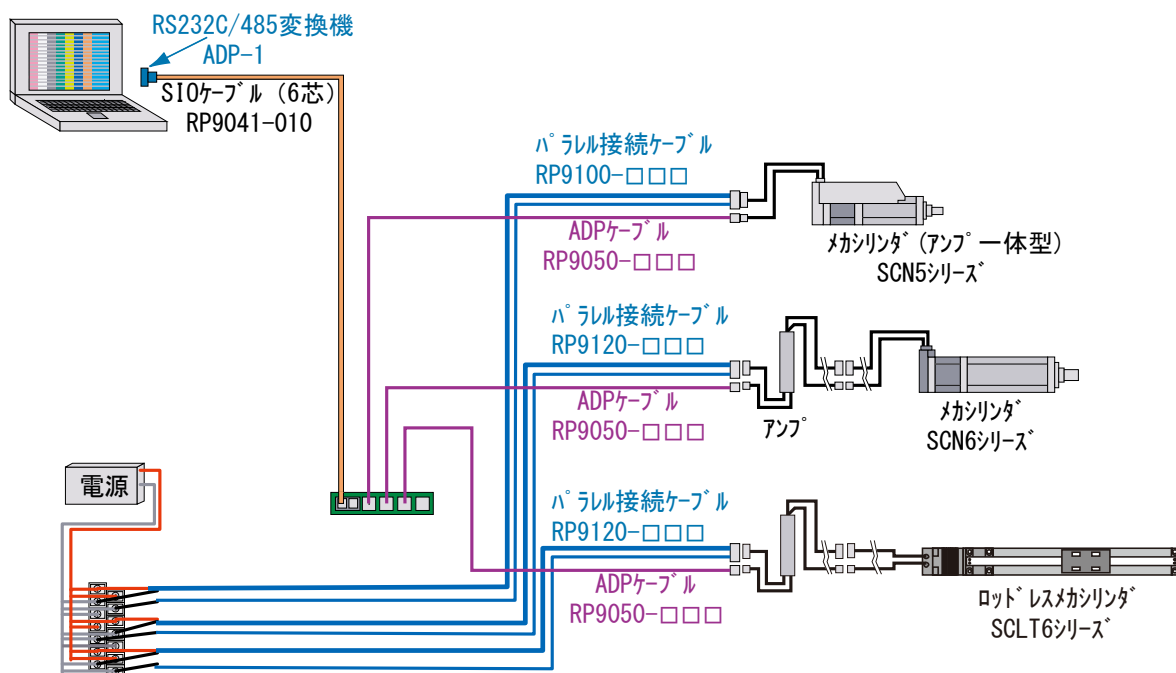 RS232C/485変換機
ADP-1
SIOケーブル (6芯)
RP9041-010
パラレル接続ケーブル
RP9100-□□□
ADPケーブル
RP9050-□□□
メカシリンダ(アンプ一体型)
SCN5シリーズ
パラレル接続ケーブル
RP9120-□□□
ADPケーブル
RP9050-□□□
アンプ
メカシリンダ
SCN6シリーズ
電源
パラレル接続ケーブル
RP9120-□□□
ADPケーブル
RP9050-□□□
ロッドレスメカシリンダ
SCLT6シリーズ